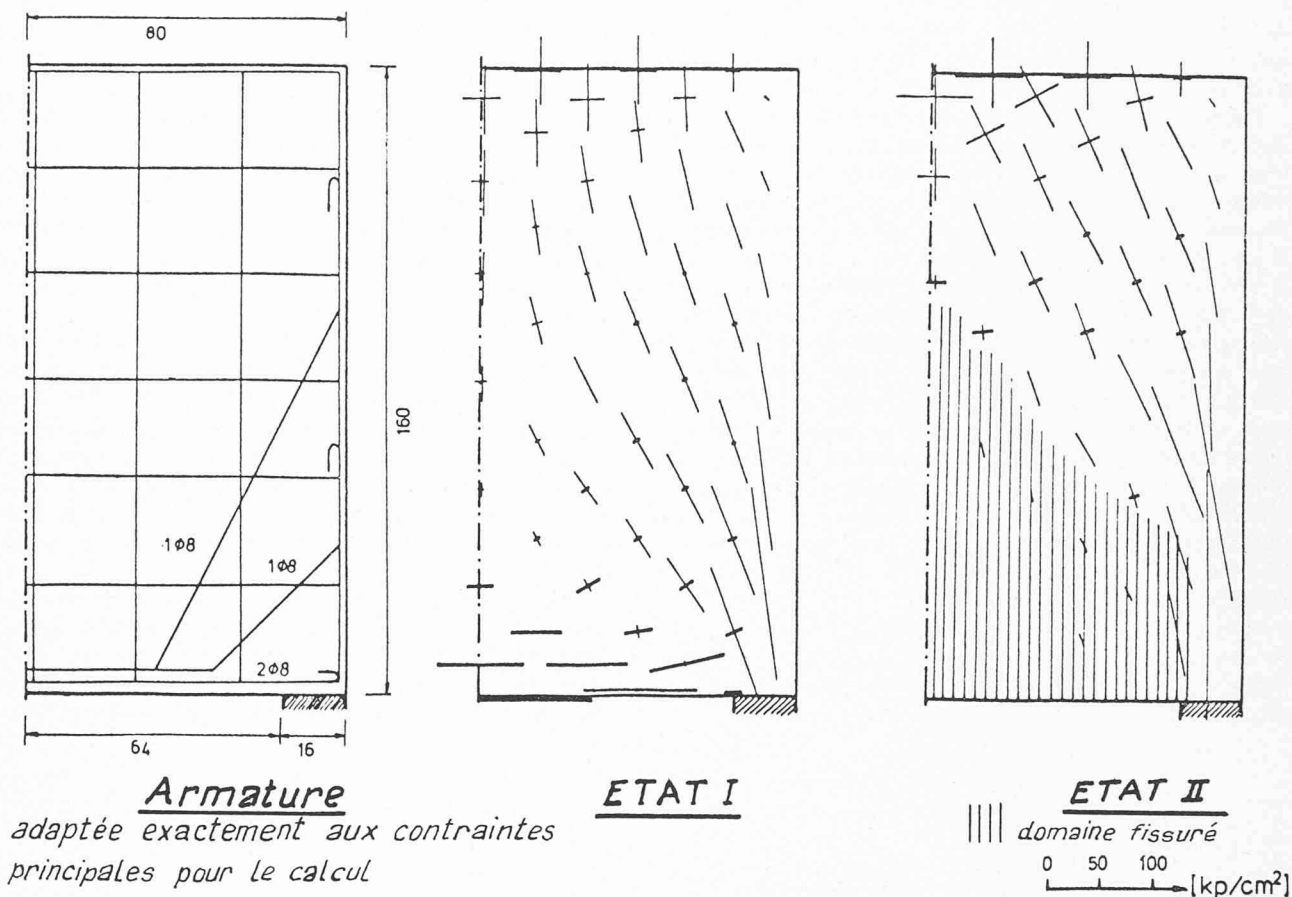 80
160
1φ8
1φ8
2φ8
64
16
Armature
adaptée exactement aux contraintes
principales pour le calcul
ETAT I
ETAT II
domaine fissuré
0 50 100
[kp/cm²]